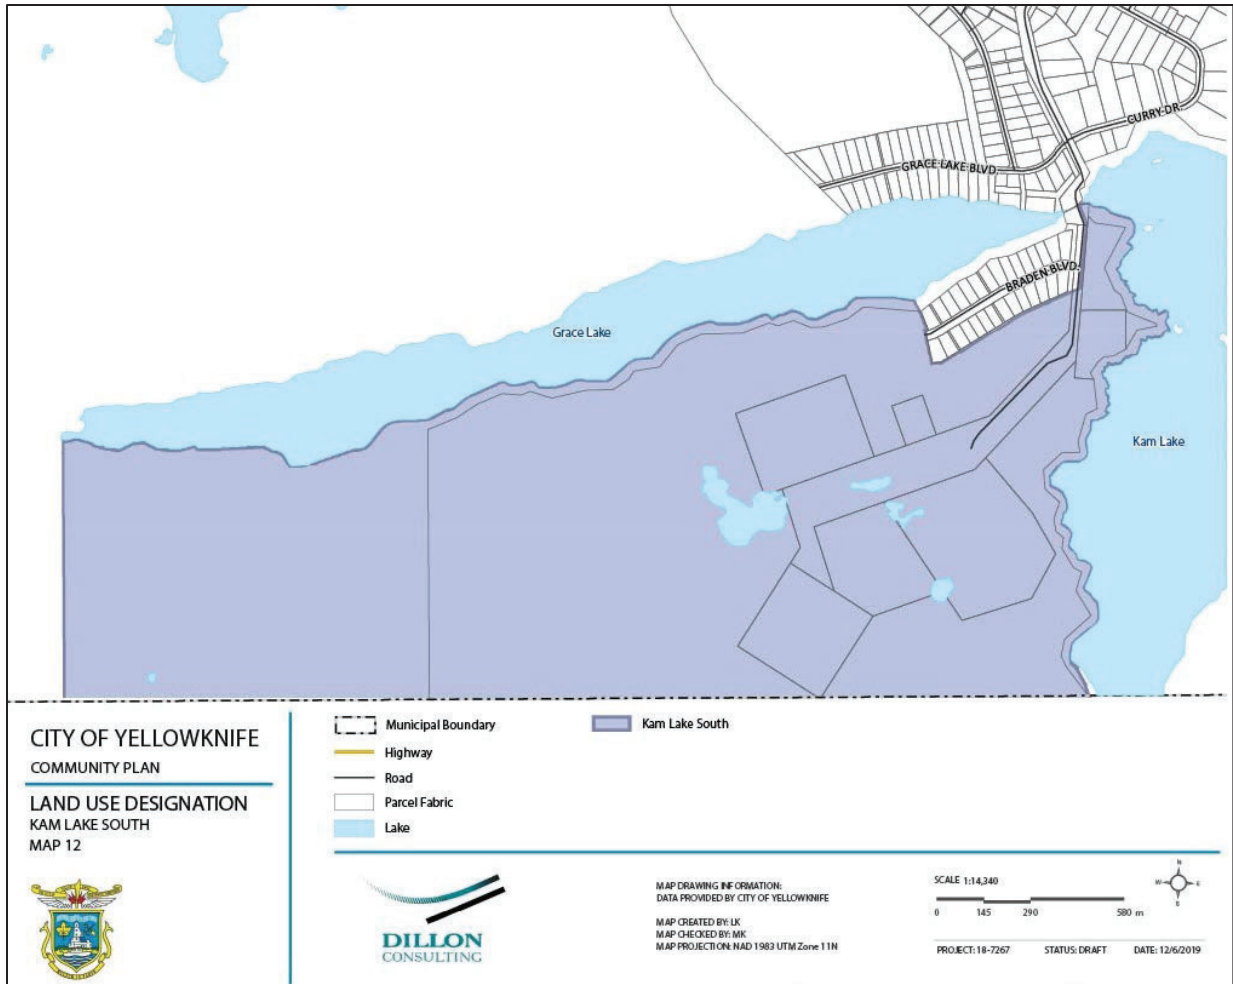 CURRY DR.
GRACE LAKE BLVD.
BRADEN BLVD.
Grace Lake
Kam Lake
CITY OF YELLOWKNIFE
COMMUNITY PLAN
LAND USE DESIGNATION
KAM LAKE SOUTH
MAP 12
Municipal Boundary
Highway
Road
Parcel Fabric
Lake
Kam Lake South
DILLON
CONSULTING
MAP DRAWING INFORMATION:
DATA PROVIDED BY CITY OF YELLOWKNIFE
MAP CREATED BY: LK
MAP CHECKED BY: MK
MAP PROJECTION: NAD 1983 UTM Zone 11N
SCALE 1:14,340
0 145 290 580 m
N
W E
S
PROJECT: 18-7267 STATUS: DRAFT DATE: 12/6/2019